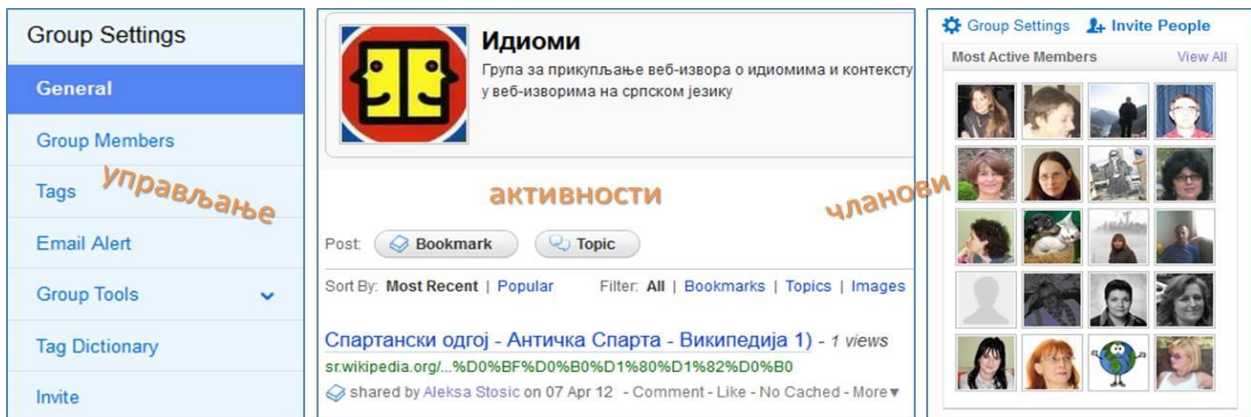 Group Settings
General
Group Members
Tags
Email Alert
Group Tools
Tag Dictionary
Invite
управљање
Идиоми
Група за прикупљање веб-извора о идиомима и контексту
у веб-изворима на српском језику
активности
Post: Bookmark Topic
Sort By: Most Recent | Popular Filter: All | Bookmarks | Topics | Images
Спартански одгој - Античка Спарта - Википедија 1) - 1 views
sr.wikipedia.org/...%D0%BF%D0%B0%D1%80%D1%82%D0%B0
shared by Aleksa Stosic on 07 Apr 12 - Comment - Like - No Cached - More▼
чланови
Group Settings Invite People
Most Active Members View All